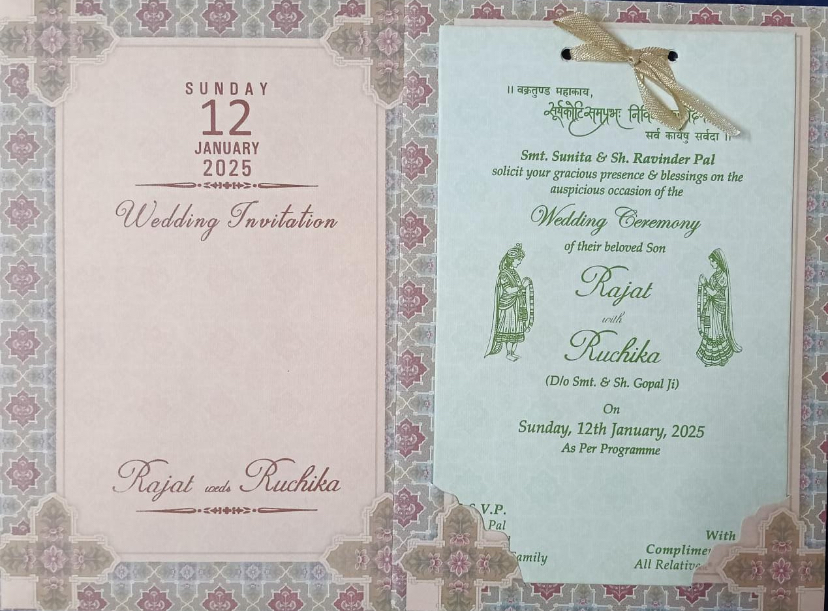 SUNDAY
12
JANUARY
2025
Wedding Invitation
Rajat weds Ruchika
।। वक्रतुण्ड महाकाय,
सूर्यकोटि समप्रभः
सर्व कार्येषु सर्वदा ।।
Smt. Sunita & Sh. Ravinder Pal
solicit your gracious presence & blessings on the
auspicious occasion of the
Wedding Ceremony
of their beloved Son
Rajat
with
Ruchika
(D/o Smt. & Sh. Gopal Ji)
On
Sunday, 12th January, 2025
As Per Programme
V.P.
Pal
With
All